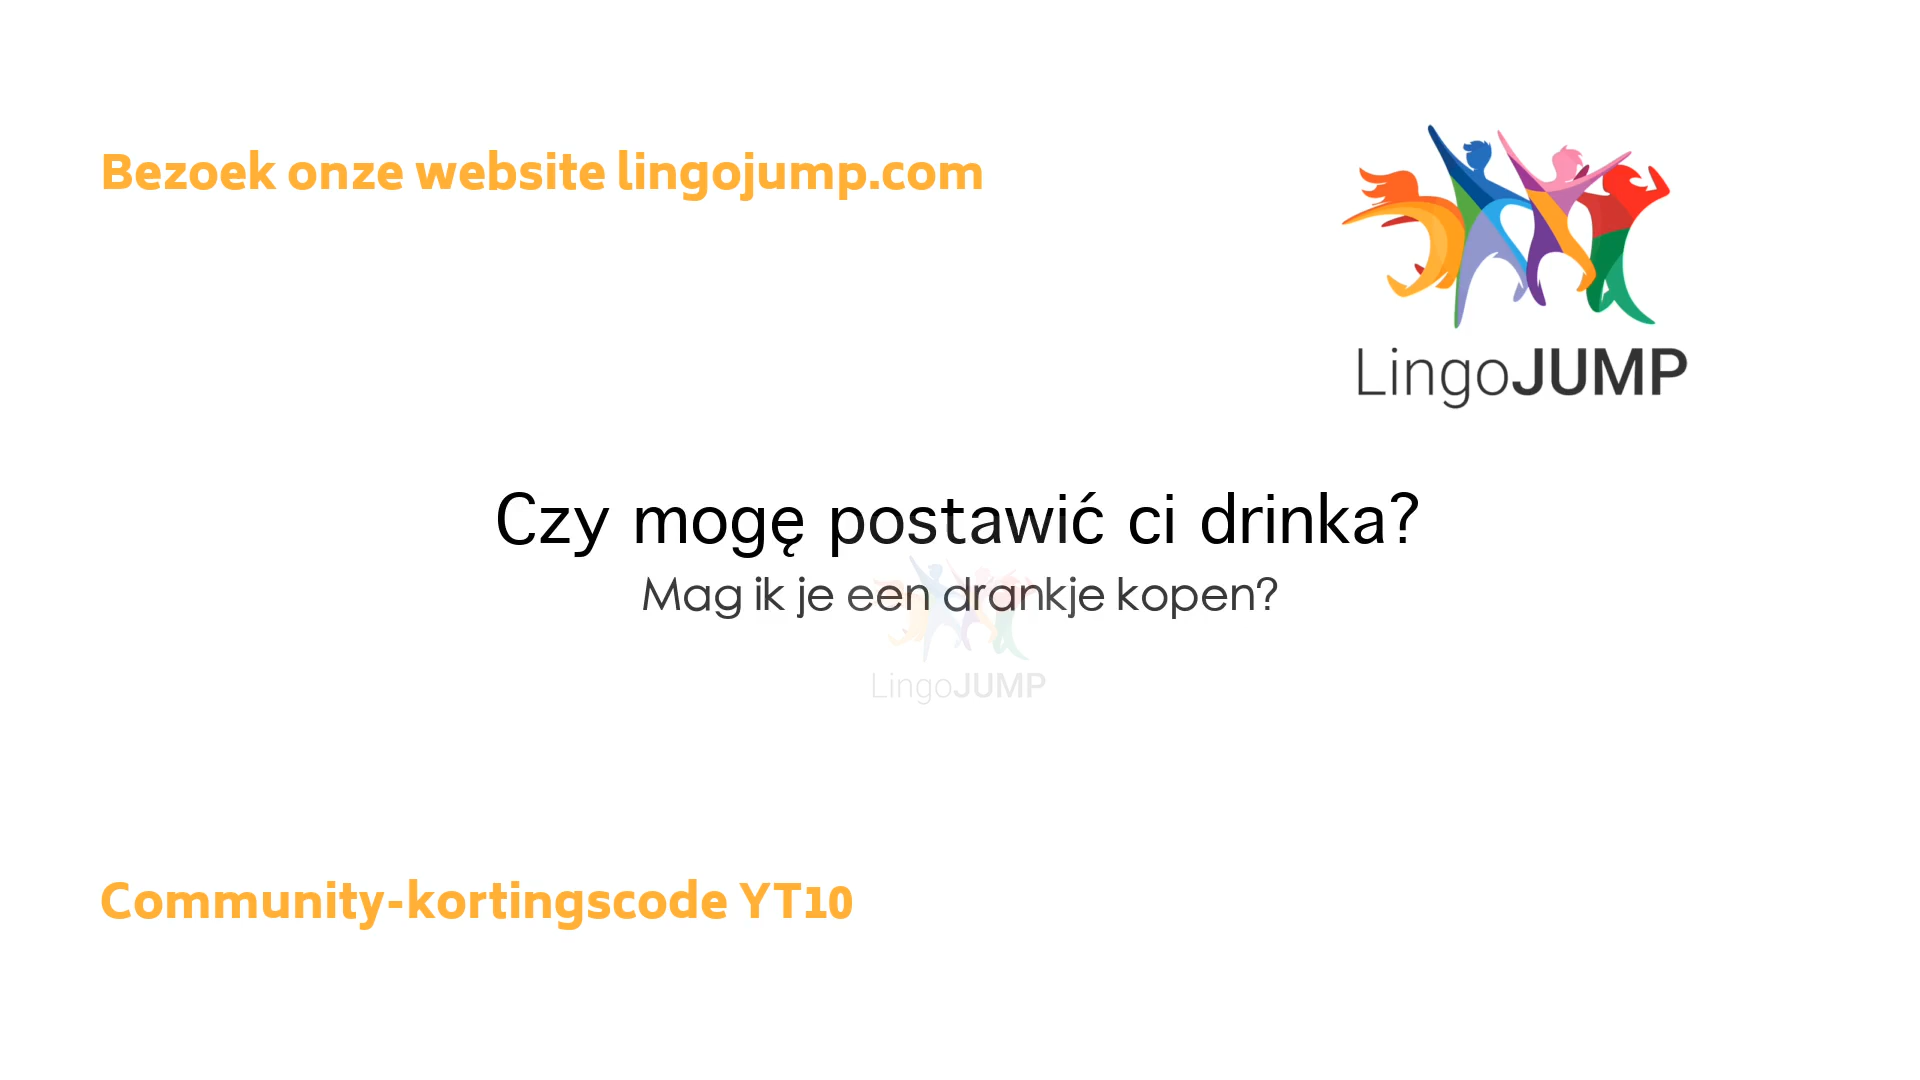 Bezoek onze website lingojump.com
LingoJUMP
Czy mogę postawić ci drinka?
Mag ik je een drankje kopen?
LingoJUMP
Community-kortingscode YT10